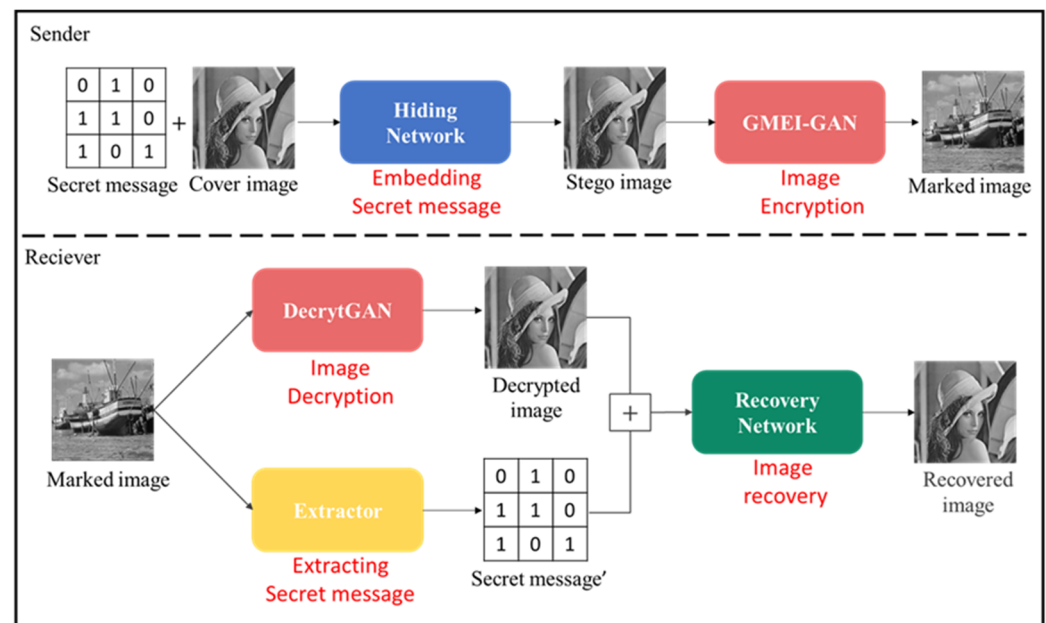 Sender
0 1 0
1 1 0
1 0 1
+
Secret message
Cover image
Hiding
Network
Embedding
Secret message
Stego image
GMEI-GAN
Image
Encryption
Marked image
Reciever
Marked image
DecrytGAN
Image
Decryption
Decrypted
image
Extractor
Extracting
Secret message
0 1 0
1 1 0
1 0 1
Secret message′
+
Recovery
Network
Image
recovery
Recovered
image